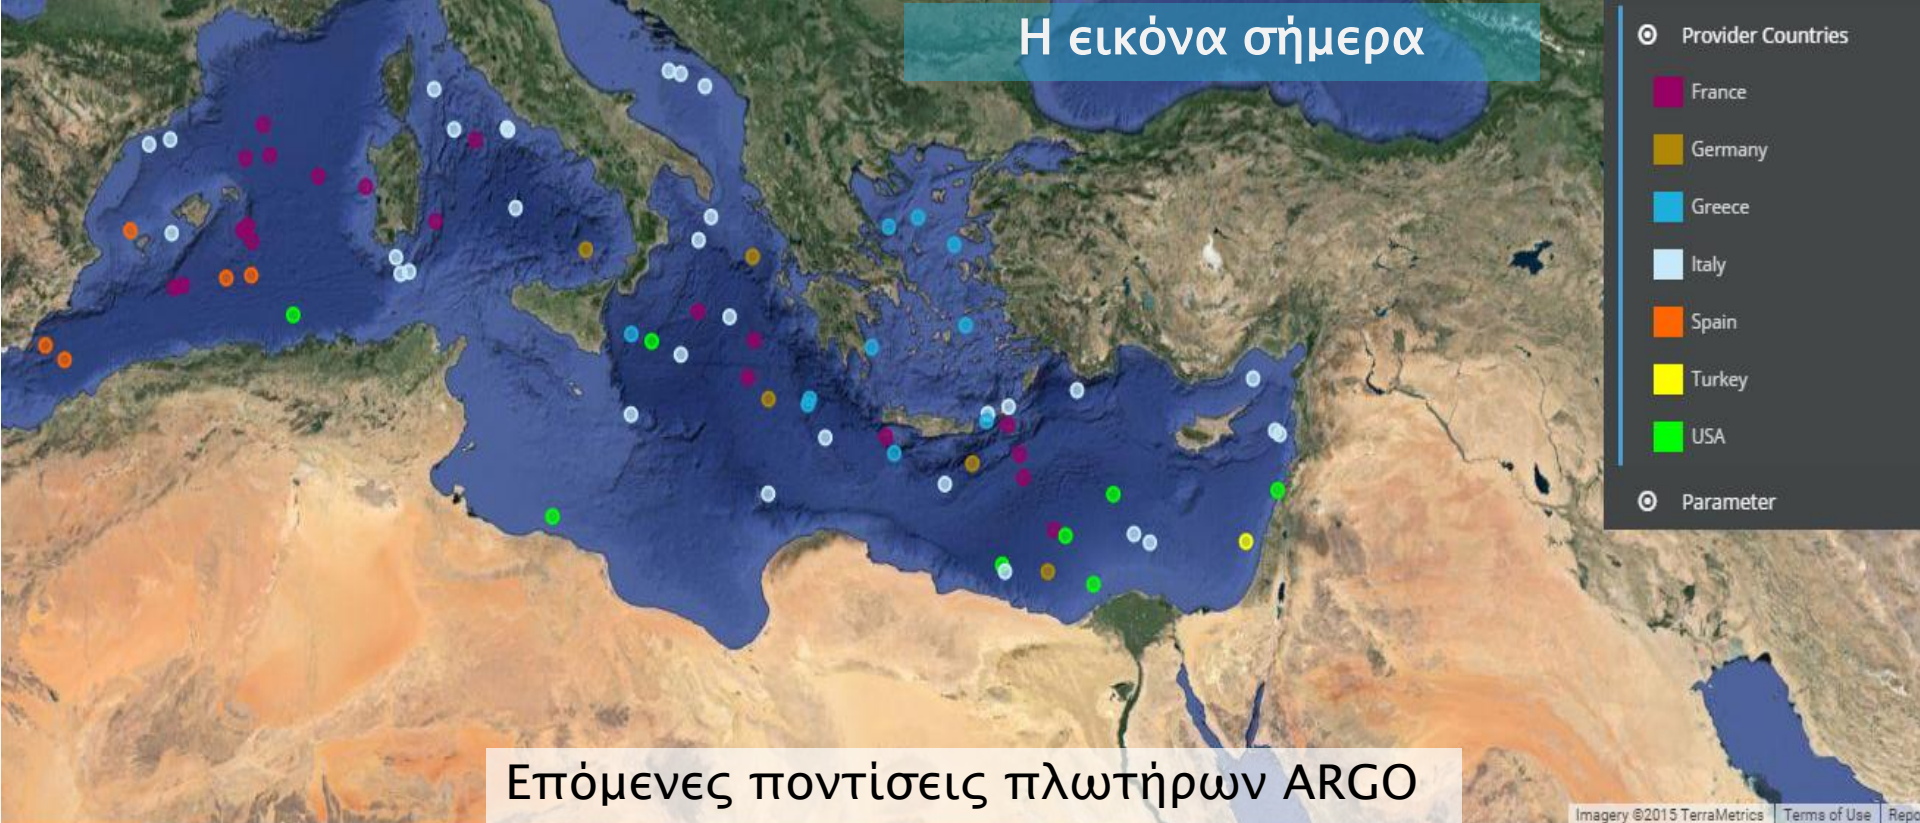 Η εικόνα σήμερα
Provider Countries
France
Germany
Greece
Italy
Spain
Turkey
USA
Parameter
Επόμενες ποντίσεις πλωτήρων ARGO
Imagery ©2015 TerraMetrics
Terms of Use
Repo